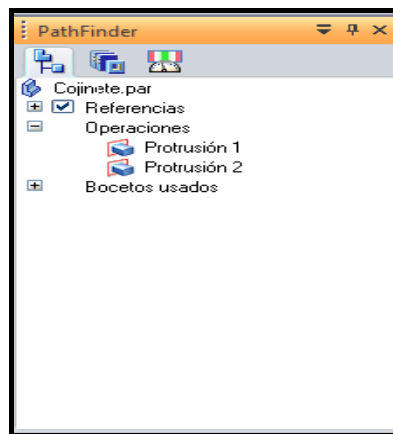 PathFinder
Cojinete.par
Referencias
Operaciones
Protrusión 1
Protrusión 2
Bocetos usados